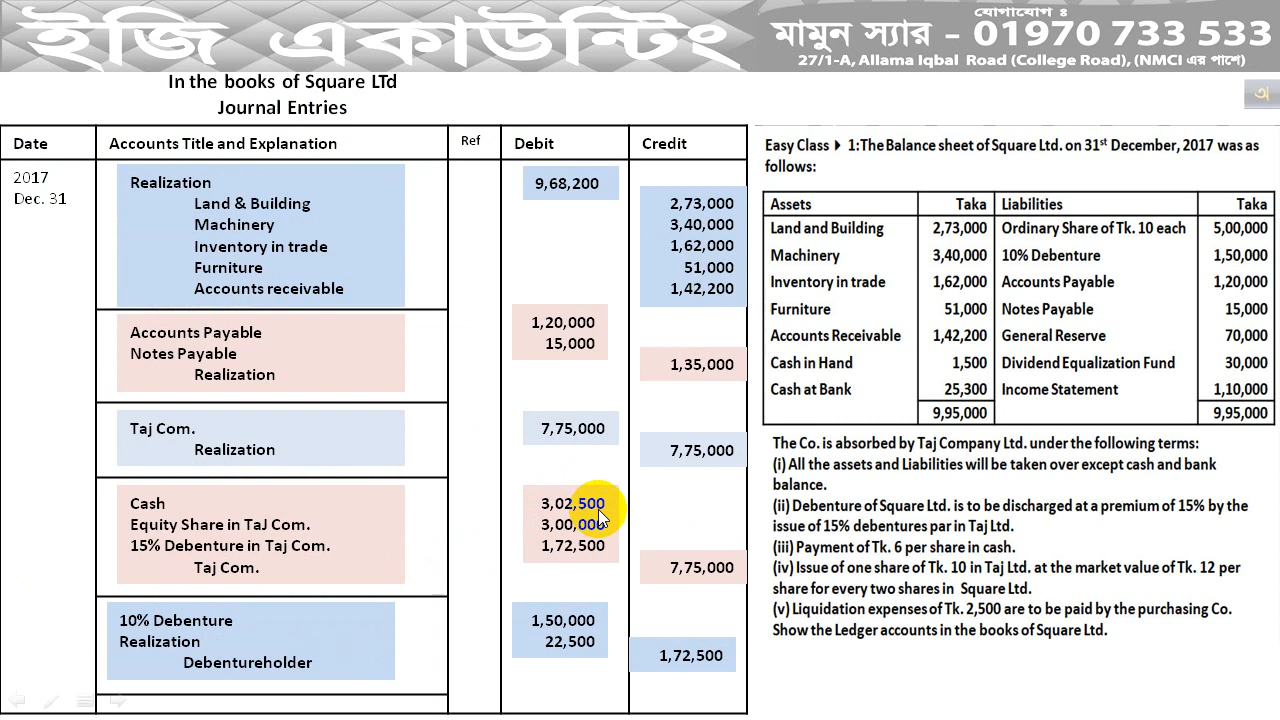 ইজি একাউন্টিং
যোগাযোগ ঃ
মামুন স্যার – 01970 733 533
27/1-A, Allama Iqbal Road (College Road), (NMCI এর পাশে)
In the books of Square LTd
Journal Entries
অ
Date Accounts Title and Explanation Ref Debit Credit
2017
Dec. 31
Realization 9,68,200
Land & Building 2,73,000
Machinery 3,40,000
Inventory in trade 1,62,000
Furniture 51,000
Accounts receivable 1,42,200
Accounts Payable 1,20,000
Notes Payable 15,000
Realization 1,35,000
Taj Com. 7,75,000
Realization 7,75,000
Cash 3,02,500
Equity Share in TaJ Com. 3,00,000
15% Debenture in Taj Com. 1,72,500
Taj Com. 7,75,000
10% Debenture 1,50,000
Realization 22,500
Debentureholder 1,72,500
Easy Class 1:The Balance sheet of Square Ltd. on 31st December, 2017 was as
follows:
Assets Taka Liabilities Taka
Land and Building 2,73,000 Ordinary Share of Tk. 10 each 5,00,000
Machinery 3,40,000 10% Debenture 1,50,000
Inventory in trade 1,62,000 Accounts Payable 1,20,000
Furniture 51,000 Notes Payable 15,000
Accounts Receivable 1,42,200 General Reserve 70,000
Cash in Hand 1,500 Dividend Equalization Fund 30,000
Cash at Bank 25,300 Income Statement 1,10,000
9,95,000 9,95,000
The Co. is absorbed by Taj Company Ltd. under the following terms:
(i) All the assets and Liabilities will be taken over except cash and bank
balance.
(ii) Debenture of Square Ltd. is to be discharged at a premium of 15% by the
issue of 15% debentures par in Taj Ltd.
(iii) Payment of Tk. 6 per share in cash.
(iv) Issue of one share of Tk. 10 in Taj Ltd. at the market value of Tk. 12 per
share for every two shares in Square Ltd.
(v) Liquidation expenses of Tk. 2,500 are to be paid by the purchasing Co.
Show the Ledger accounts in the books of Square Ltd.